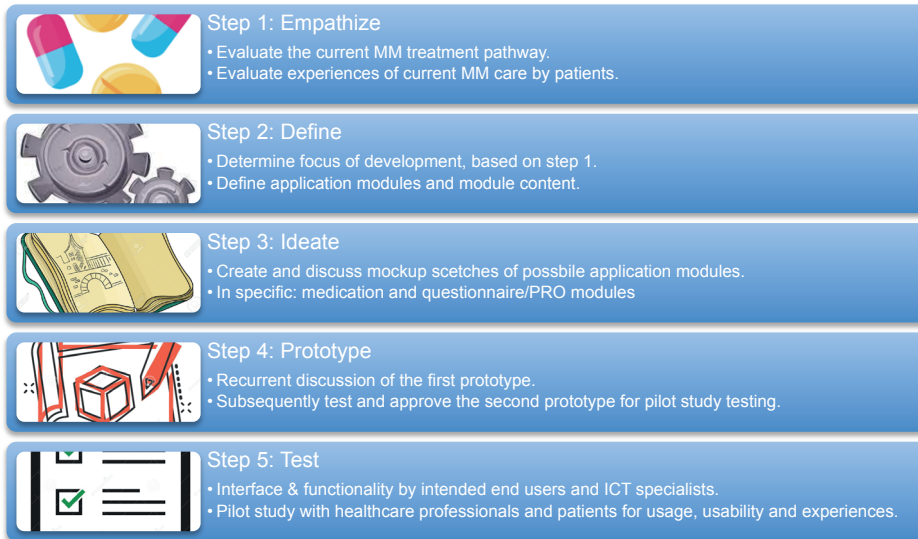 Step 1: Empathize
• Evaluate the current MM treatment pathway.
• Evaluate experiences of current MM care by patients.
Step 2: Define
• Determine focus of development, based on step 1.
• Define application modules and module content.
Step 3: Ideate
• Create and discuss mockup scetches of possbile application modules.
• In specific: medication and questionnaire/PRO modules
Step 4: Prototype
• Recurrent discussion of the first prototype.
• Subsequently test and approve the second prototype for pilot study testing.
Step 5: Test
• Interface & functionality by intended end users and ICT specialists.
• Pilot study with healthcare professionals and patients for usage, usability and experiences.